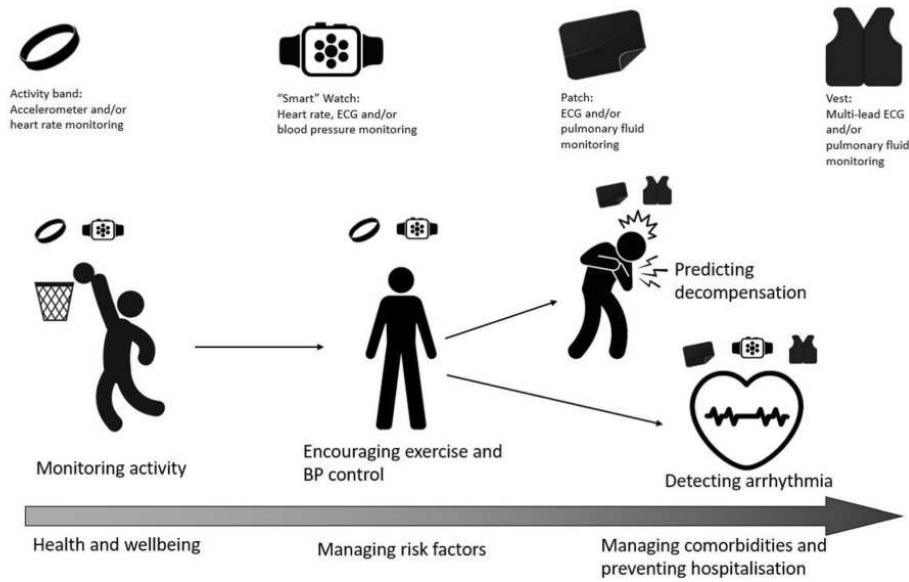 Activity band:
Accelerometer and/or
heart rate monitoring
“Smart” Watch:
Heart rate, ECG and/or
blood pressure monitoring
Patch:
ECG and/or
pulmonary fluid
monitoring
Vest:
Multi-lead ECG
and/or
pulmonary fluid
monitoring
Predicting
decompensation
Monitoring activity
Encouraging exercise and
BP control
Detecting arrhythmia
Health and wellbeing
Managing risk factors
Managing comorbidities and
preventing hospitalisation